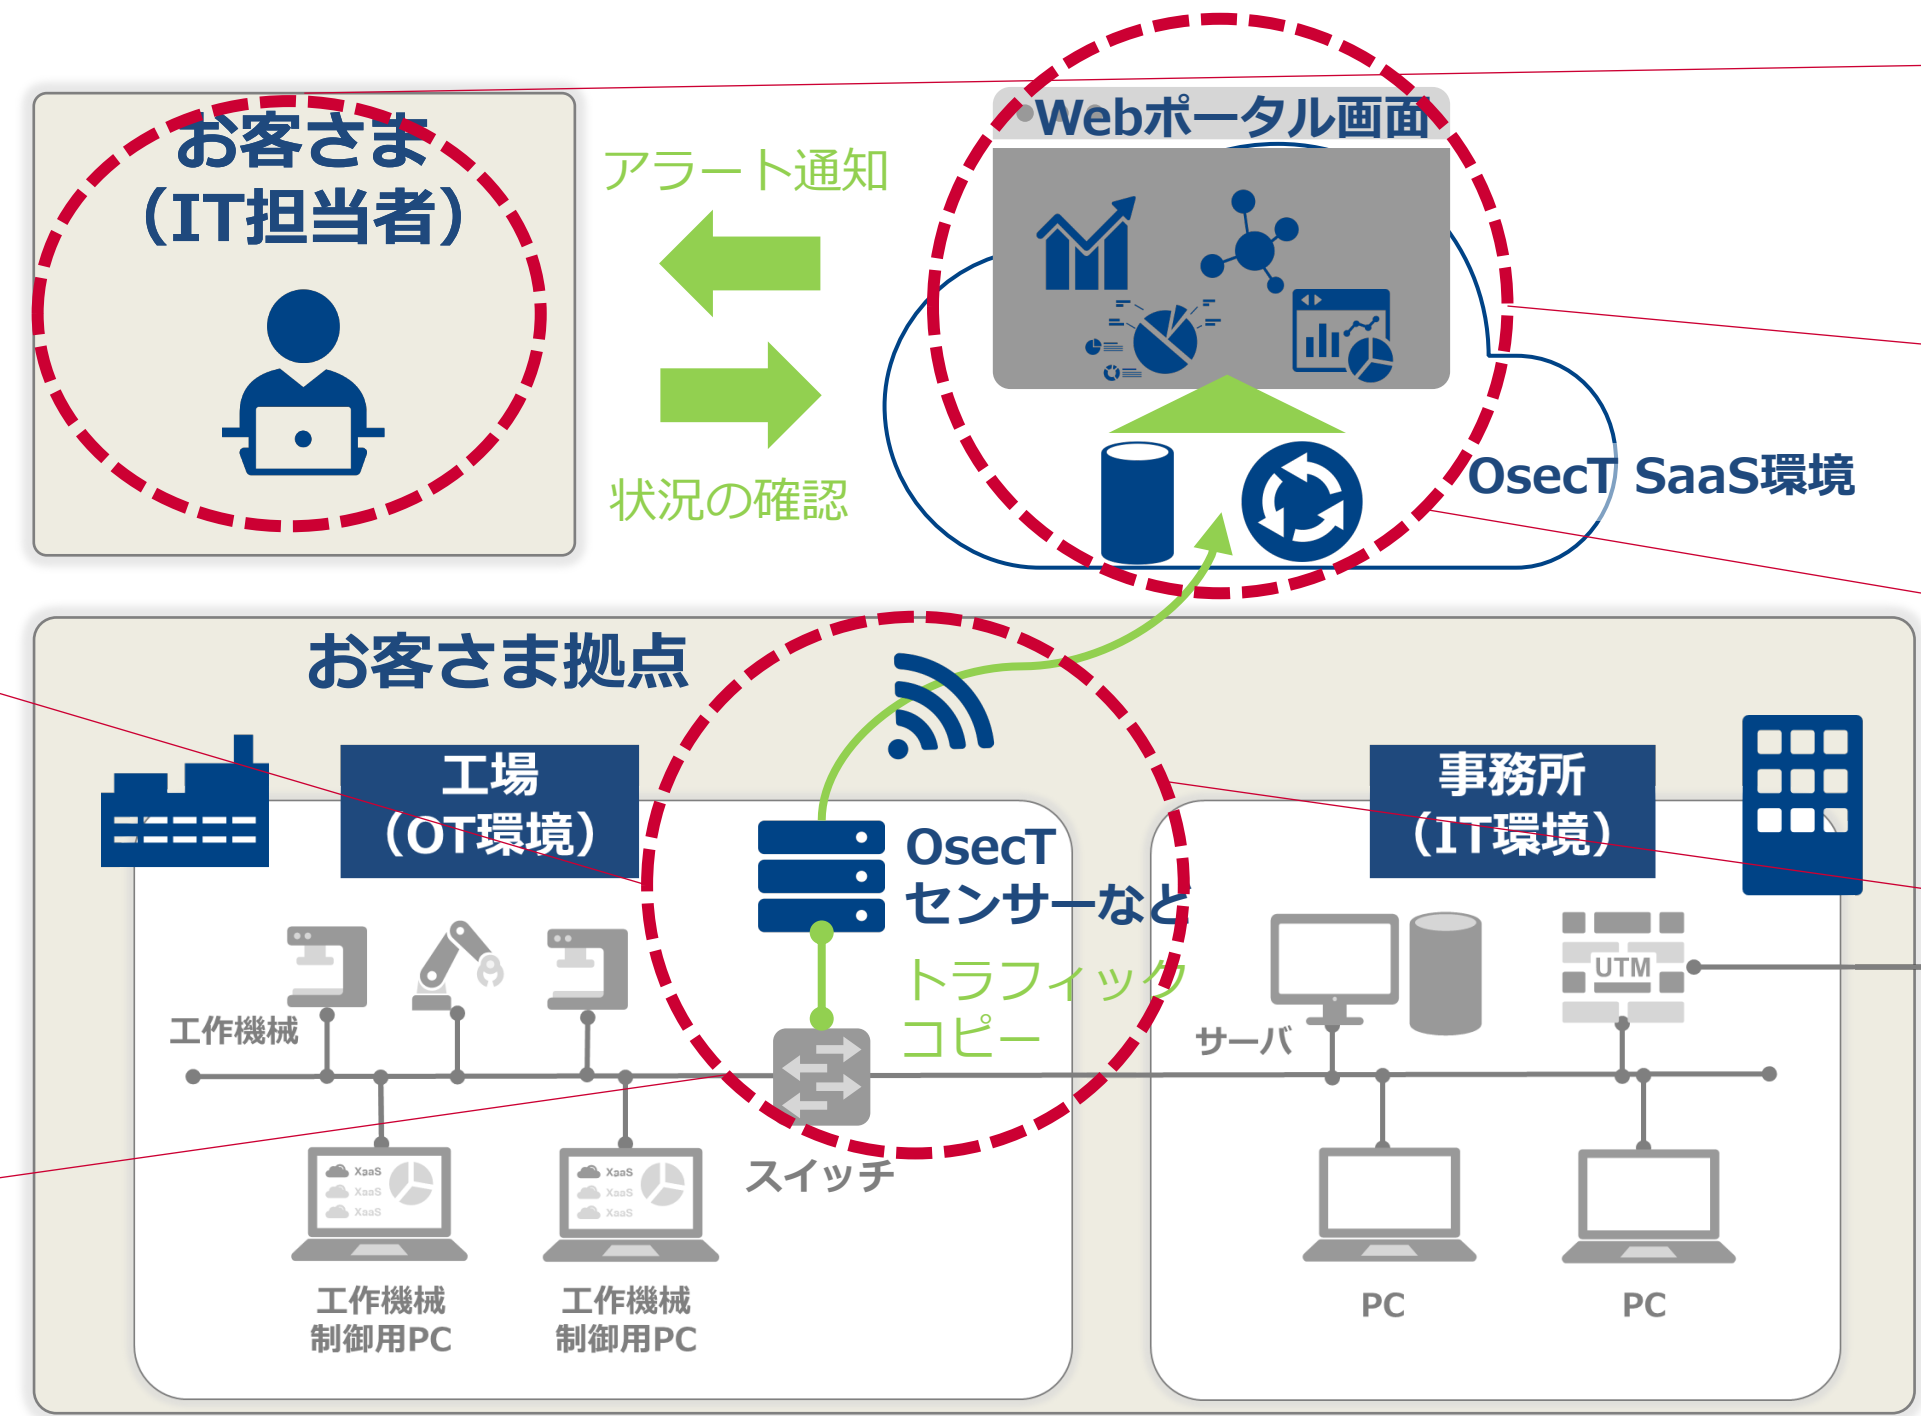 お客さま
（IT担当者）
アラート通知
状況の確認
Webポータル画面
OsecT SaaS環境
お客さま拠点
工場
（OT環境）
OsecT
センサーなど
トラフィック
コピー
工作機械
スイッチ
XaaS
XaaS
XaaS
XaaS
XaaS
XaaS
工作機械
制御用PC
工作機械
制御用PC
事務所
（IT環境）
UTM
サーバ
PC
PC